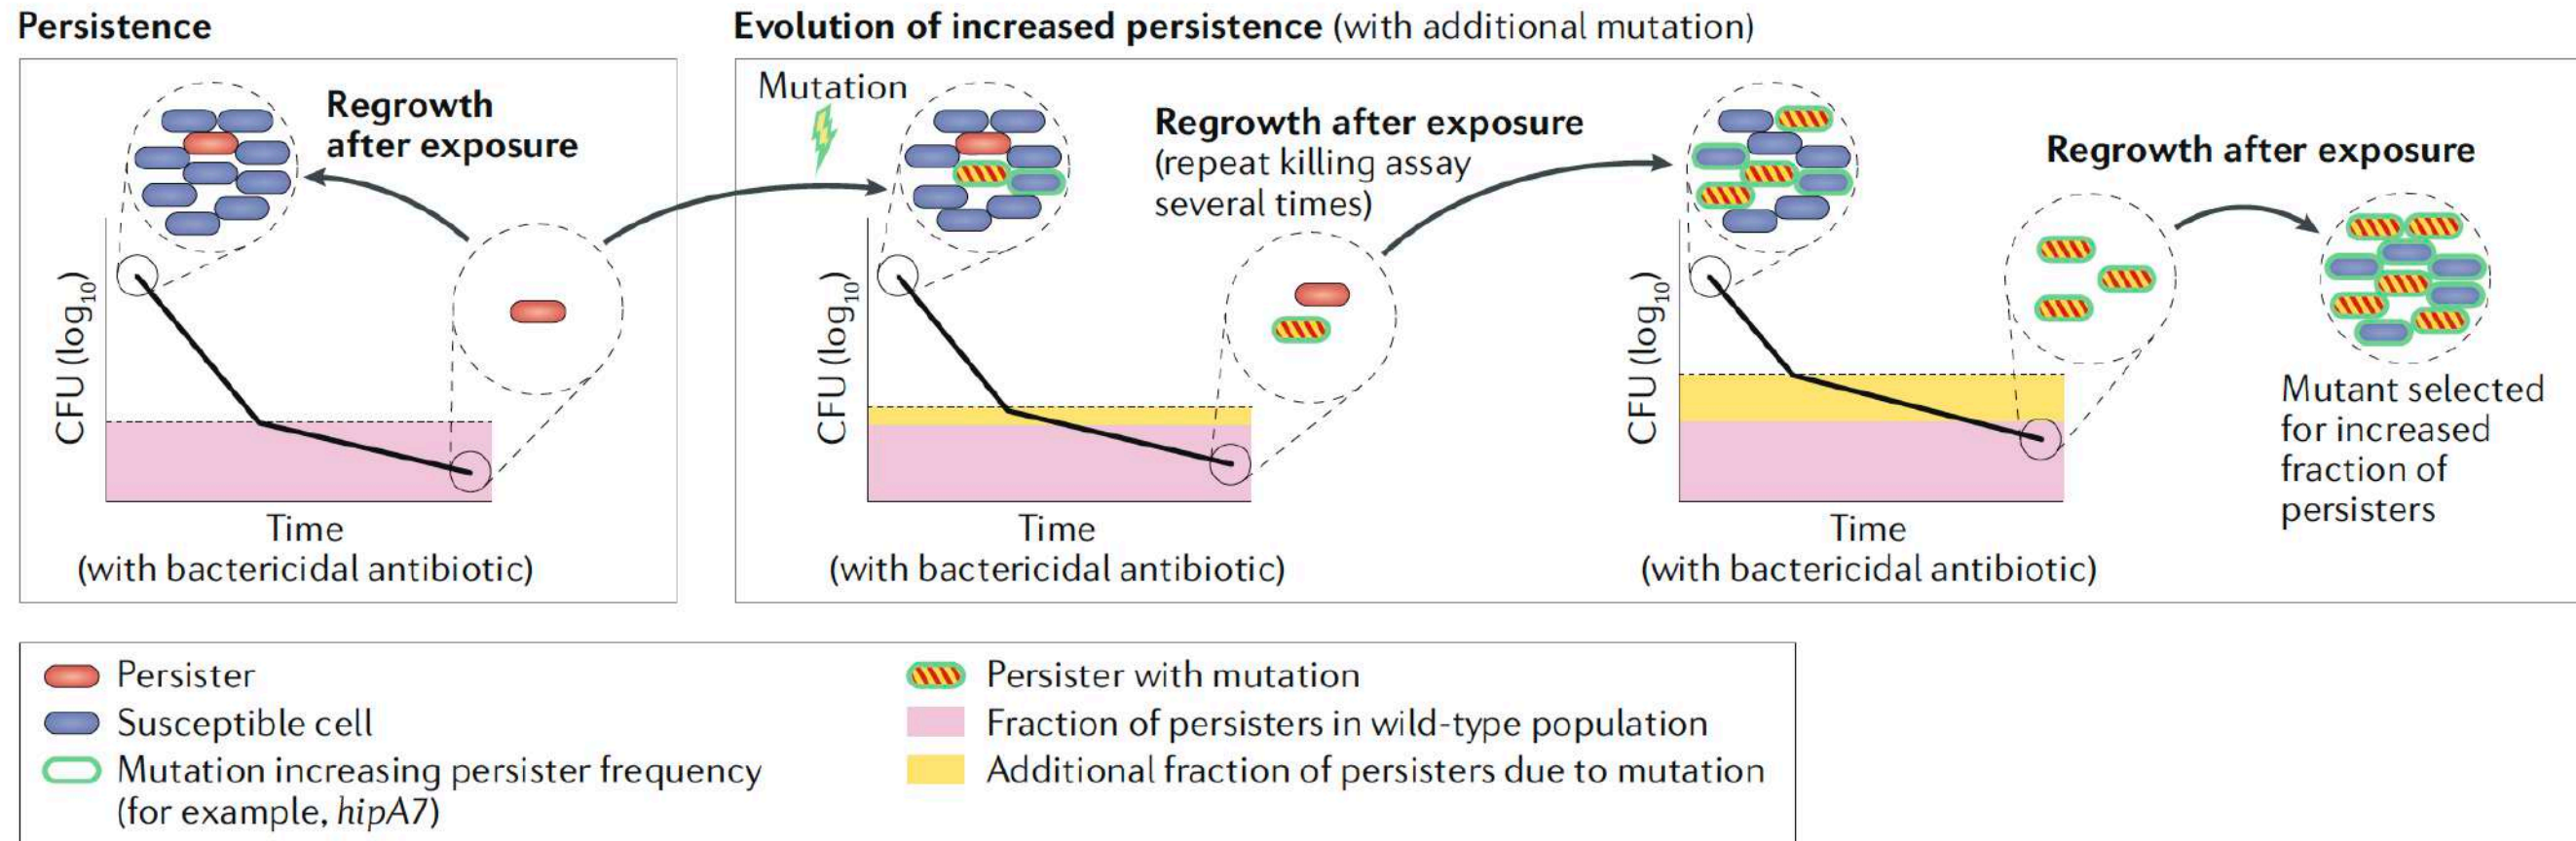 Persistence
Regrowth
after exposure
CFU (log10)
Time
(with bactericidal antibiotic)
Evolution of increased persistence (with additional mutation)
Mutation
Regrowth after exposure
(repeat killing assay
several times)
CFU (log10)
Time
(with bactericidal antibiotic)
Regrowth after exposure
CFU (log10)
Time
(with bactericidal antibiotic)
Mutant selected
for increased
fraction of
persisters
Persister
Susceptible cell
Mutation increasing persister frequency
(for example, hipA7)
Persister with mutation
Fraction of persisters in wild-type population
Additional fraction of persisters due to mutation